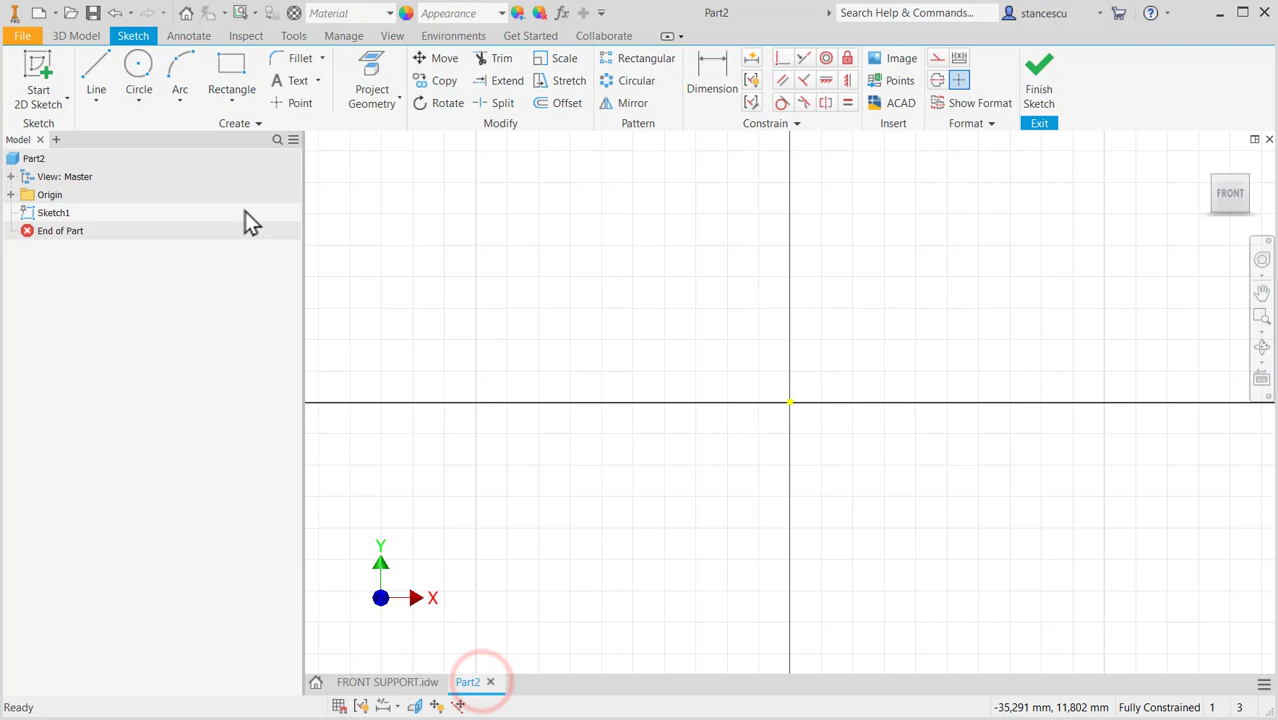 Material Appearance fx Part2 Search Help & Commands... stancescu
File 3D Model Sketch Annotate Inspect Tools Manage View Environments Get Started Collaborate
Start 2D Sketch Line Circle Arc Rectangle Fillet Text Point Project Geometry
Move Trim Scale
Copy Extend Stretch
Rotate Split Offset
Rectangular
Circular
Mirror
Dimension
Image
Points
ACAD
Show Format
Finish Sketch
Sketch Create Modify Pattern Constrain Insert Format Exit
Model
Part2
View: Master
Origin
Sketch1
End of Part
FRONT
Y
X
FRONT SUPPORT.idw Part2
Ready -35,291 mm, 11,802 mm Fully Constrained 1 3